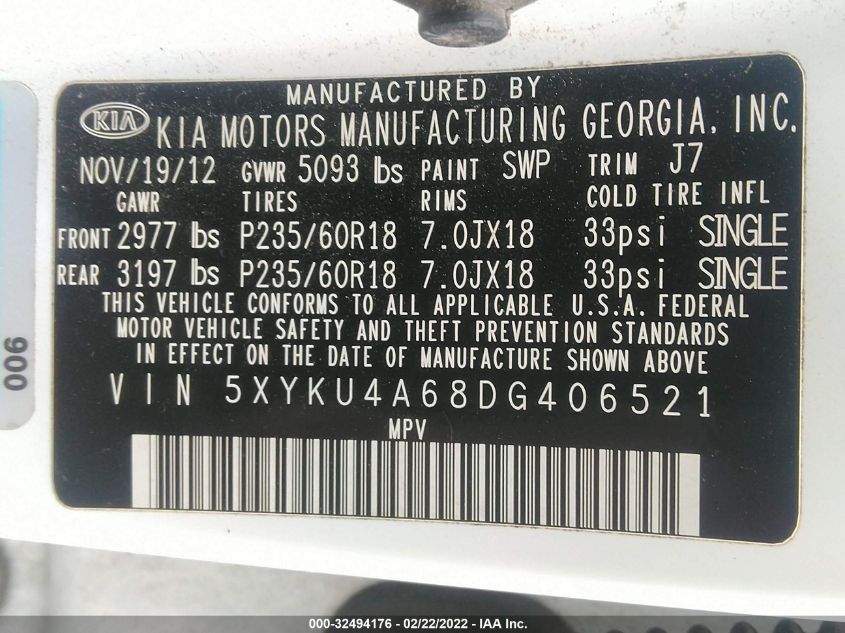 MANUFACTURED BY
KIA KIA MOTORS MANUFACTURING GEORGIA, INC.
NOV/19/12 GVWR 5093 lbs PAINT SWP TRIM J7
GAWR TIRES RIMS COLD TIRE INFL
FRONT 2977 lbs P235/60R18 7.0JX18 33psi SINGLE
REAR 3197 lbs P235/60R18 7.0JX18 33psi SINGLE
THIS VEHICLE CONFORMS TO ALL APPLICABLE U.S.A. FEDERAL
MOTOR VEHICLE SAFETY AND THEFT PREVENTION STANDARDS
IN EFFECT ON THE DATE OF MANUFACTURE SHOWN ABOVE
VIN 5XYKU4A68DG406521
MPV
006
000-32494176 - 02/22/2022 - IAA Inc.